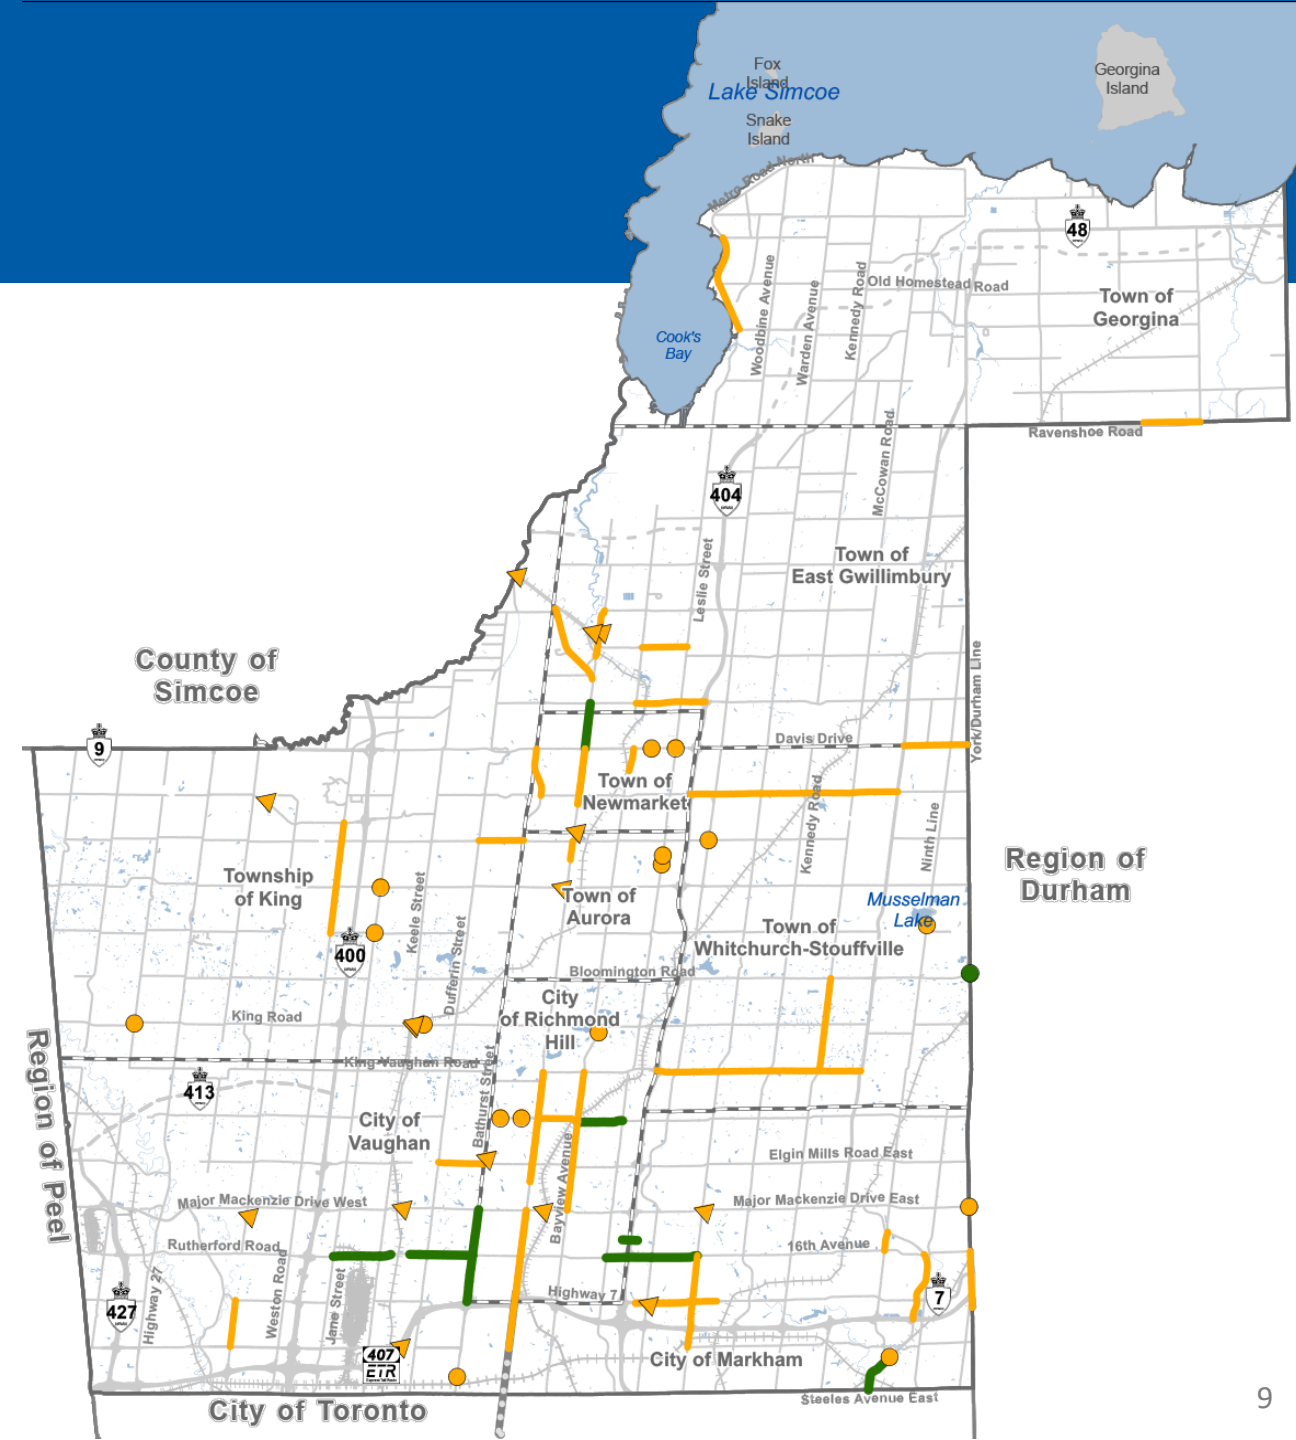 Fox
Island
Lake Simcoe
Snake
Island
Georgina
Island
Metro Road North
48
Old Homestead Road
Town of
Georgina
Woodbine Avenue
Warden Avenue
Kennedy Road
Cook's
Bay
McCowan Road
Ravenshoe Road
404
Town of
East Gwillimbury
Leslie Street
County of
Simcoe
York/Durham Line
9
Davis Drive
Town of
Newmarket
Kennedy Road
Ninth Line
Region of
Durham
Township
of King
Keele Street
Dufferin Street
Town of
Aurora
Musselman
Lake
Town of
Whitchurch-Stouffville
400
Bloomington Road
City
of Richmond
Hill
King Road
King-Vaughan Road
Region of Peel
413
City of
Vaughan
Bathurst Street
Bayview Avenue
Elgin Mills Road East
Major Mackenzie Drive West
Major Mackenzie Drive East
Rutherford Road
16th Avenue
Highway 27
Weston Road
Jane Street
Highway 7
7
427
407
ETR
City of Markham
Steeles Avenue East
City of Toronto
9